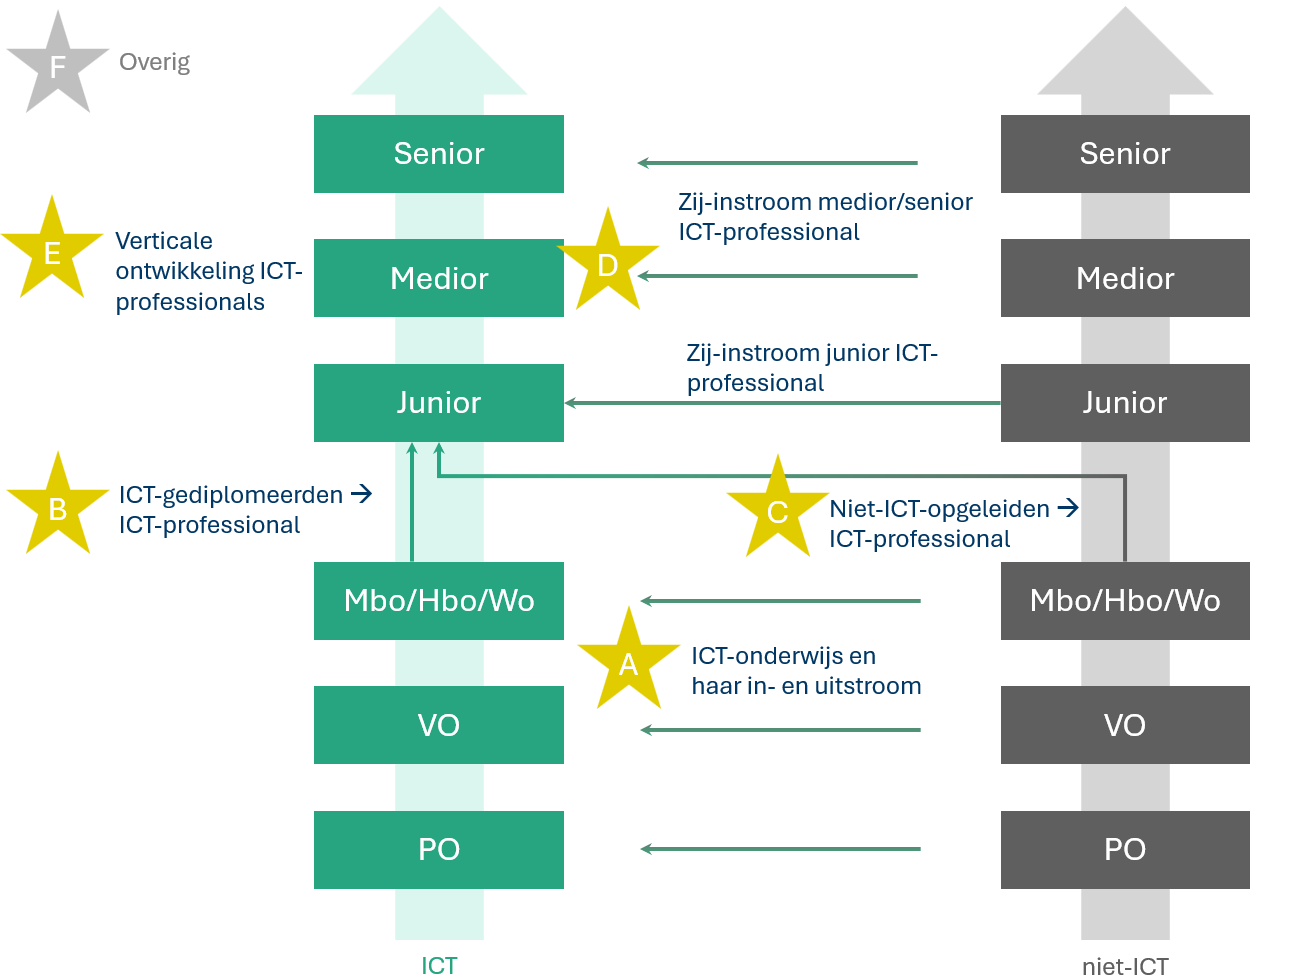 F
Overig
Senior
Senior
Zij-instroom medior/senior
ICT-professional
E
Verticale
ontwikkeling ICT-
professionals
Medior
D
Medior
Zij-instroom junior ICT-
professional
Junior
Junior
B
ICT-gediplomeerden →
ICT-professional
C
Niet-ICT-opgeleiden →
ICT-professional
Mbo/Hbo/Wo
Mbo/Hbo/Wo
A
ICT-onderwijs en
haar in- en uitstroom
VO
VO
PO
PO
ICT
niet-ICT